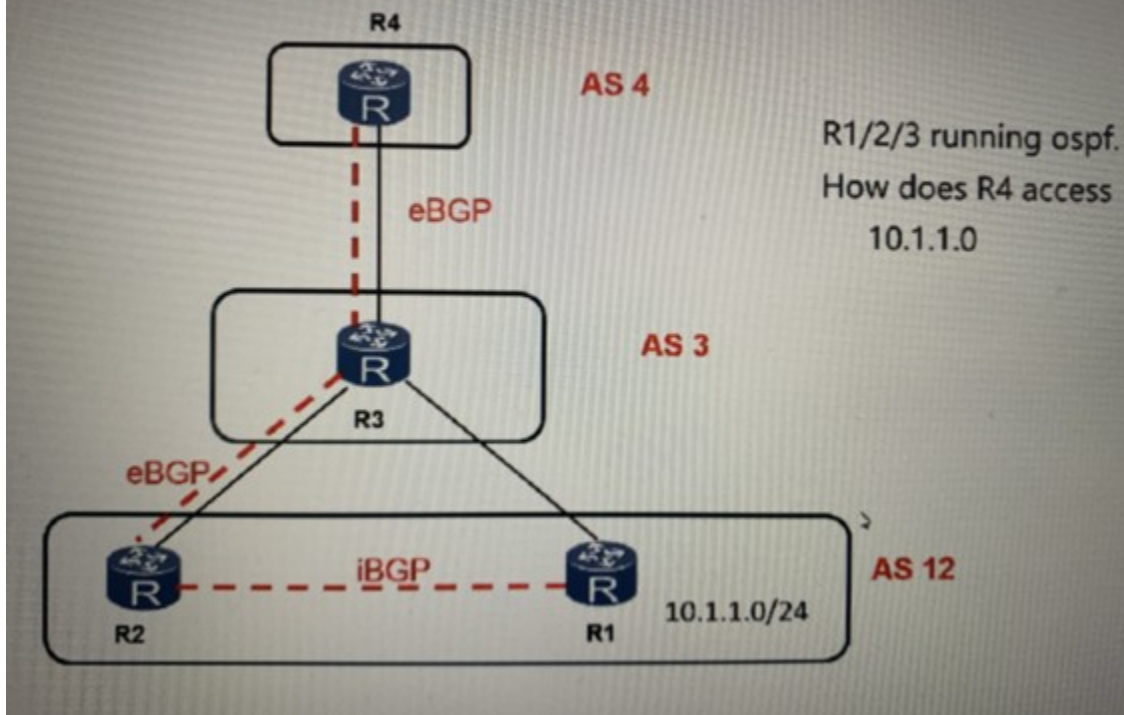 R4
R
AS 4
R1/2/3 running ospf.
How does R4 access
10.1.1.0
eBGP
R
AS 3
R3
eBGP
R
iBGP
R
AS 12
10.1.1.0/24
R2
R1